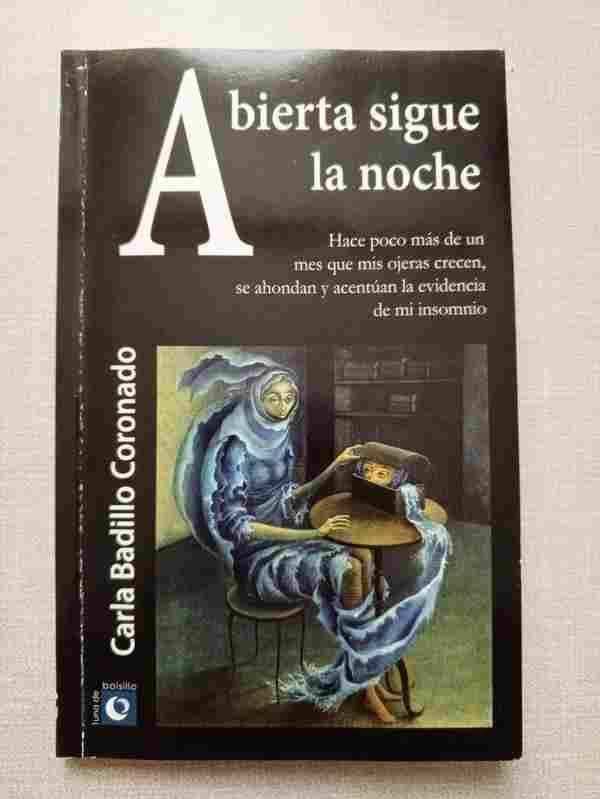 Abierta sigue
la noche
Hace poco más de un
mes que mis ojeras crecen,
se ahondan y acentúan la evidencia
de mi insomnio
Carla Badillo Coronado
luna de
bolsillo